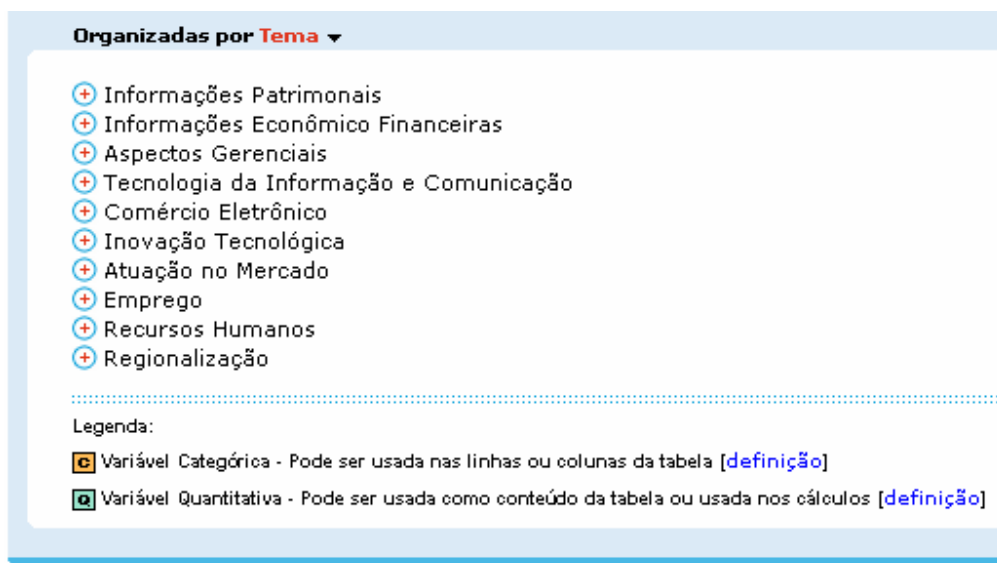 Organizadas por Tema
Informações Patrimonais
Informações Econômico Financeiras
Aspectos Gerenciais
Tecnologia da Informação e Comunicação
Comércio Eletrônico
Inovação Tecnológica
Atuação no Mercado
Emprego
Recursos Humanos
Regionalização
Legenda:
C Variável Categórica - Pode ser usada nas linhas ou colunas da tabela [definição]
Q Variável Quantitativa - Pode ser usada como conteúdo da tabela ou usada nos cálculos [definição]